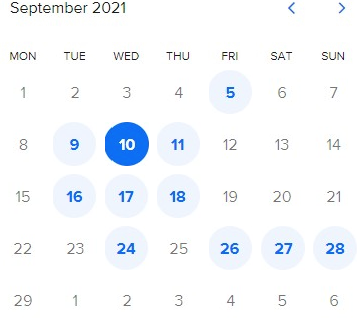 September 2021 < >
MON TUE WED THU FRI SAT SUN
1 2 3 4 5 6 7
8 9 10 11 12 13 14
15 16 17 18 19 20 21
22 23 24 25 26 27 28
29 1 2 3 4 5 6